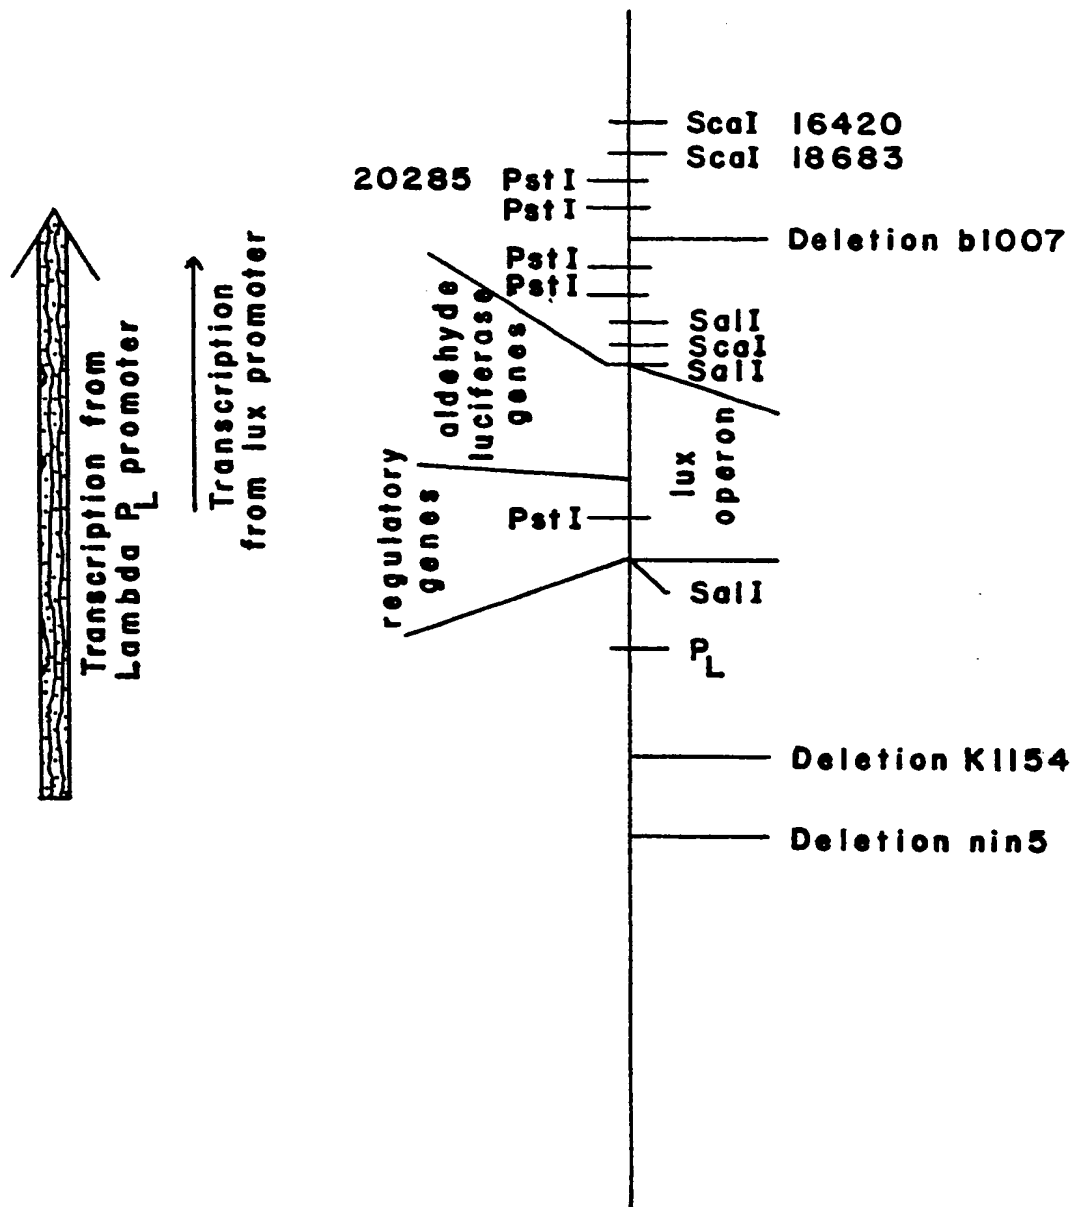 ScaI 16420
ScaI 18683
20285 PstI
PstI
Deletion b1007
PstI
PstI
SalI
ScaI
SalI
aldehyde
luciferase
genes
lux
operon
regulatory
genes
PstI
SalI
PL
Deletion K1154
Deletion nin5
Transcription from
Lambda PL promoter
Transcription
from lux promoter